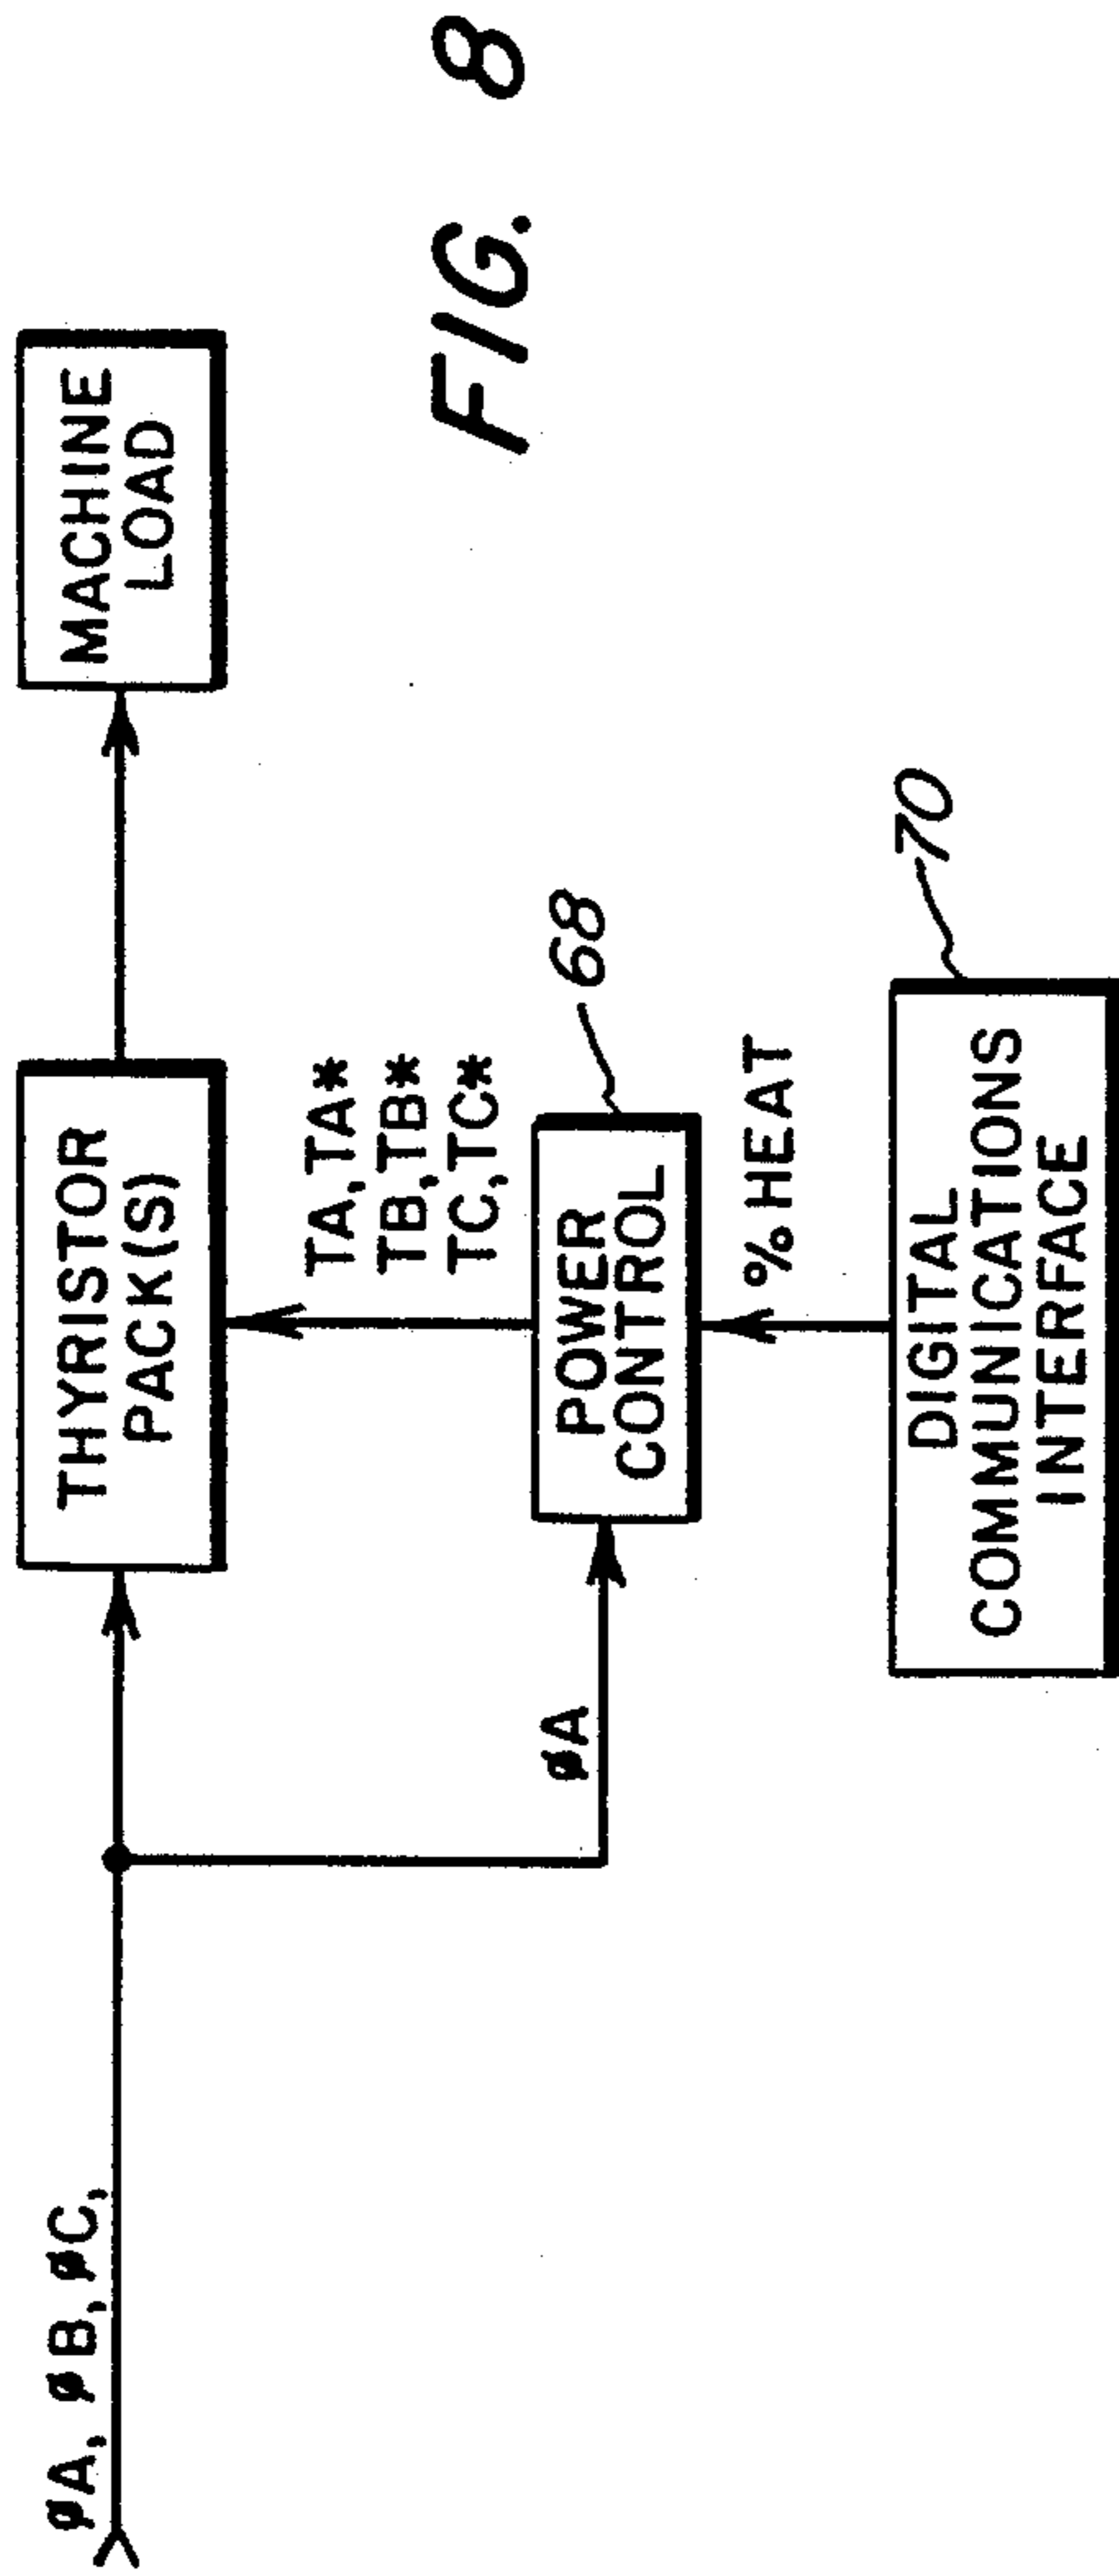 øA, øB, øC,
THYRISTOR
PACK(S)
MACHINE
LOAD
TA,TA*
TB,TB*
TC,TC*
øA
POWER
CONTROL
68
% HEAT
DIGITAL
COMMUNICATIONS
INTERFACE
70
FIG. 8